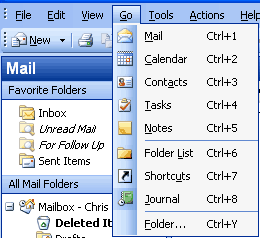 File Edit View Go Tools Actions
New
Mail
Favorite Folders
Inbox
Unread Mail
For Follow Up
Sent Items
All Mail Folders
Mailbox - Chris
Deleted It
Drafts
Mail Ctrl+1
Calendar Ctrl+2
Contacts Ctrl+3
Tasks Ctrl+4
Notes Ctrl+5
Folder List Ctrl+6
Shortcuts Ctrl+7
Journal Ctrl+8
Folder... Ctrl+Y